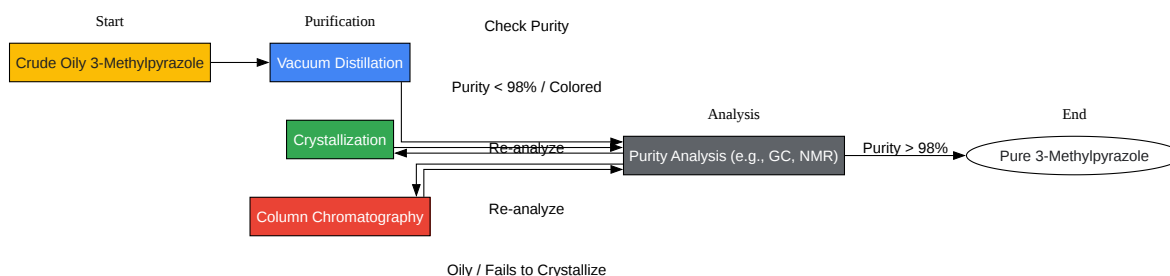 Start
Purification
Check Purity
Crude Oily 3-Methylpyrazole
Vacuum Distillation
Purity < 98% / Colored
Analysis
End
Crystallization
Re-analyze
Purity Analysis (e.g., GC, NMR)
Purity > 98%
Pure 3-Methylpyrazole
Column Chromatography
Re-analyze
Oily / Fails to Crystallize